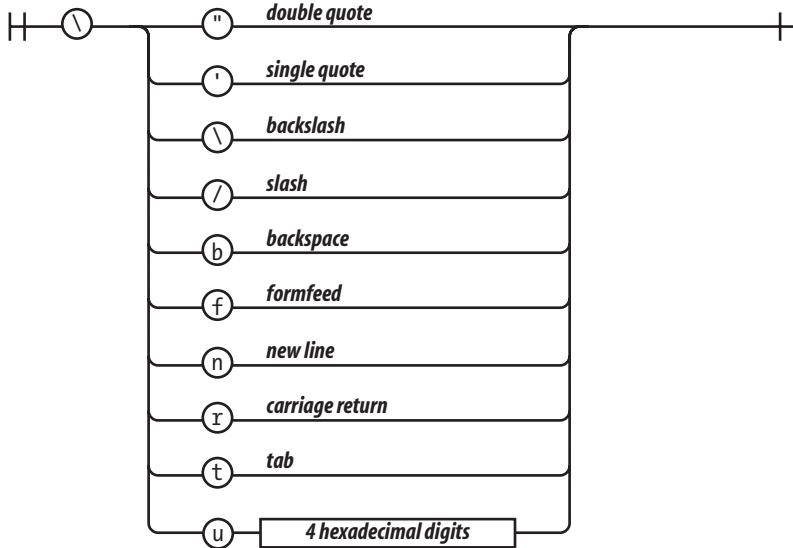 \
" double quote
' single quote
\ backslash
/ slash
b backspace
f formfeed
n new line
r carriage return
t tab
u 4 hexadecimal digits